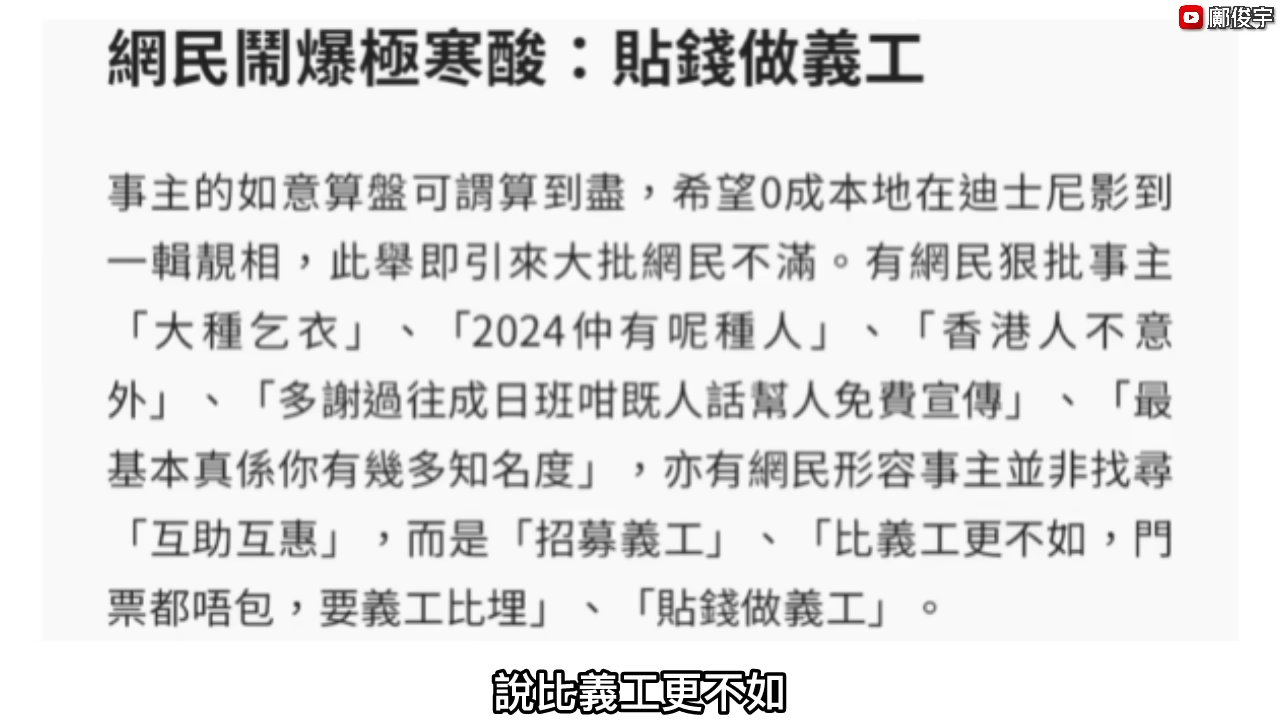 鄺俊宇
網民鬧爆極寒酸：貼錢做義工
事主的如意算盤可謂算到盡，希望0成本地在迪士尼影到
一輯靚相，此舉即引來大批網民不滿。有網民狠批事主
「大種乞衣」、「2024仲有呢種人」、「香港人不意
外」、「多謝過往成日班咁既人話幫人免費宣傳」、「最
基本真係你有幾多知名度」，亦有網民形容事主並非找尋
「互助互惠」，而是「招募義工」、「比義工更不如，門
票都唔包，要義工比埋」、「貼錢做義工」。
說比義工更不如